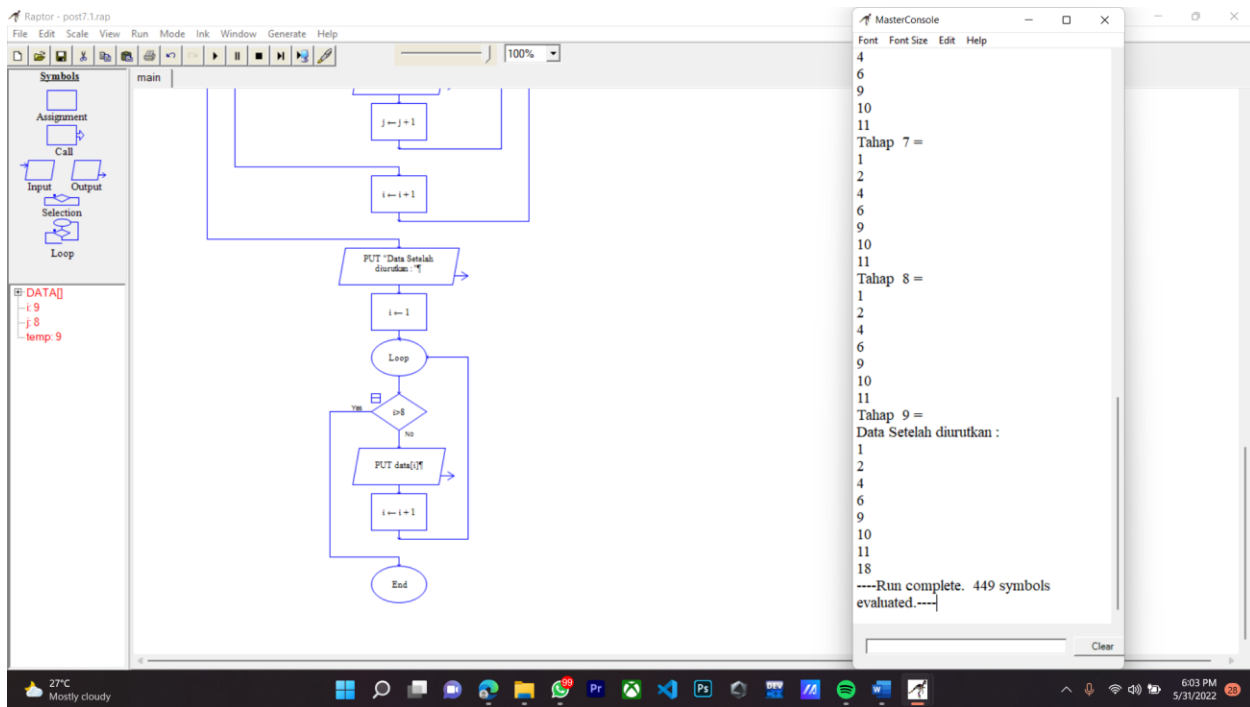 Raptor - post7.1.rap
File Edit Scale View Run Mode Ink Window Generate Help
100%
Symbols
Assignment
Call
Input Output
Selection
Loop
DATA[]
i: 9
j: 8
temp: 9
main
j ← j + 1
i ← i + 1
PUT "Data Setelah
diurutkan : "¶
i ← 1
Loop
Yes
i>8
No
PUT data[i]¶
i ← i + 1
End
MasterConsole
Font Font Size Edit Help
4
6
9
10
11
Tahap 7 =
1
2
4
6
9
10
11
Tahap 8 =
1
2
4
6
9
10
11
Tahap 9 =
Data Setelah diurutkan :
1
2
4
6
9
10
11
18
----Run complete. 449 symbols
evaluated.----
Clear
27°C
Mostly cloudy
99
Pr
Ps
DEV
6:03 PM
5/31/2022
28